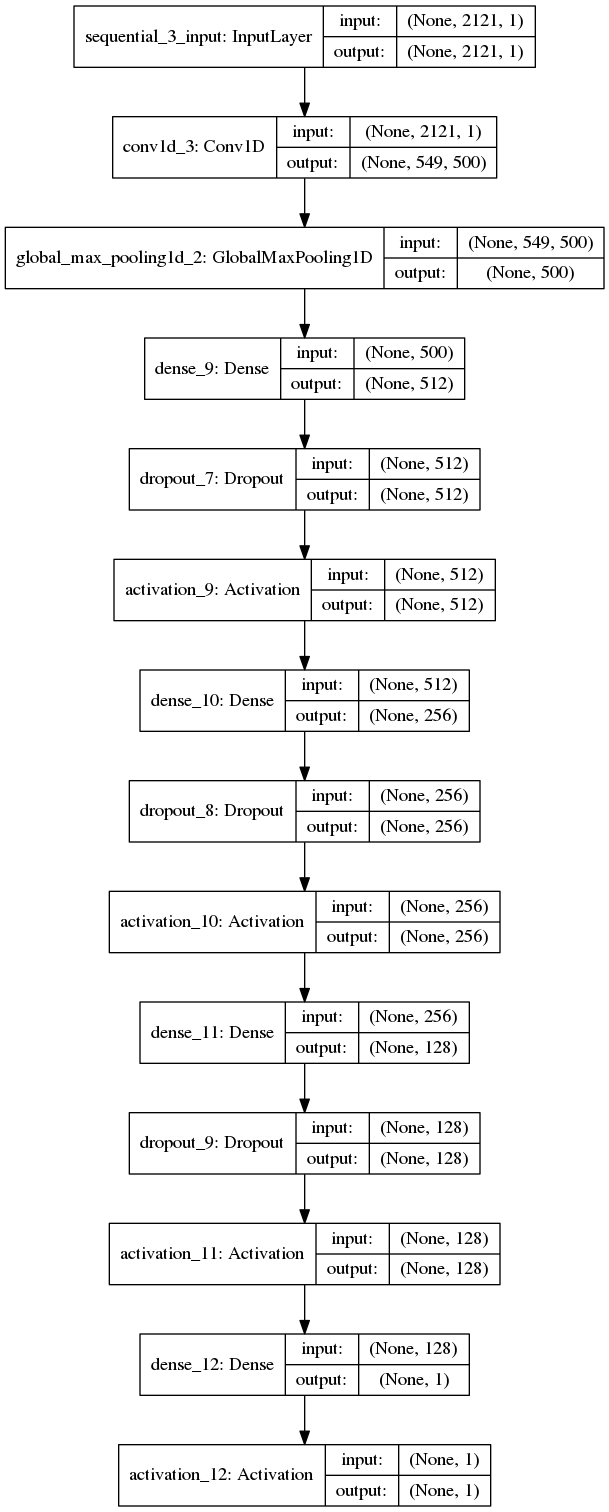 sequential_3_input: InputLayer
input: (None, 2121, 1)
output: (None, 2121, 1)
conv1d_3: Conv1D
input: (None, 2121, 1)
output: (None, 549, 500)
global_max_pooling1d_2: GlobalMaxPooling1D
input: (None, 549, 500)
output: (None, 500)
dense_9: Dense
input: (None, 500)
output: (None, 512)
dropout_7: Dropout
input: (None, 512)
output: (None, 512)
activation_9: Activation
input: (None, 512)
output: (None, 512)
dense_10: Dense
input: (None, 512)
output: (None, 256)
dropout_8: Dropout
input: (None, 256)
output: (None, 256)
activation_10: Activation
input: (None, 256)
output: (None, 256)
dense_11: Dense
input: (None, 256)
output: (None, 128)
dropout_9: Dropout
input: (None, 128)
output: (None, 128)
activation_11: Activation
input: (None, 128)
output: (None, 128)
dense_12: Dense
input: (None, 128)
output: (None, 1)
activation_12: Activation
input: (None, 1)
output: (None, 1)